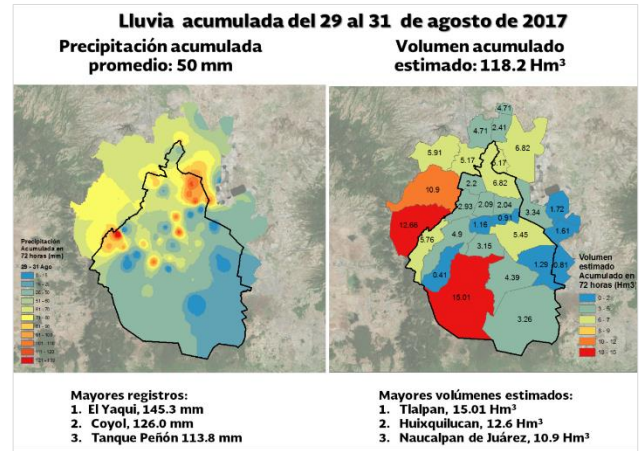 Lluvia acumulada del 29 al 31 de agosto de 2017
Precipitación acumulada
promedio: 50 mm
Volumen acumulado
estimado: 118.2 Hm³
4.71
4.71
2.41
6.82
5.91
5.17
6.82
10.9
2.2
2.93
2.09
2.04
0.91
3.34
1.72
1.61
12.66
1.16
5.76
4.9
3.15
5.45
0.41
1.29
0.81
4.39
15.01
3.26
Precipitación
Acumulada en
72 horas (mm)
29 - 31 Ago
Volumen
estimado
Acumulado en
72 horas (Hm³)
0 - 2
Mayores registros:
1. El Yaqui, 145.3 mm
2. Coyol, 126.0 mm
3. Tanque Peñón 113.8 mm
Mayores volúmenes estimados:
1. Tlalpan, 15.01 Hm³
2. Huixquilucan, 12.6 Hm³
3. Naucalpan de Juárez, 10.9 Hm³